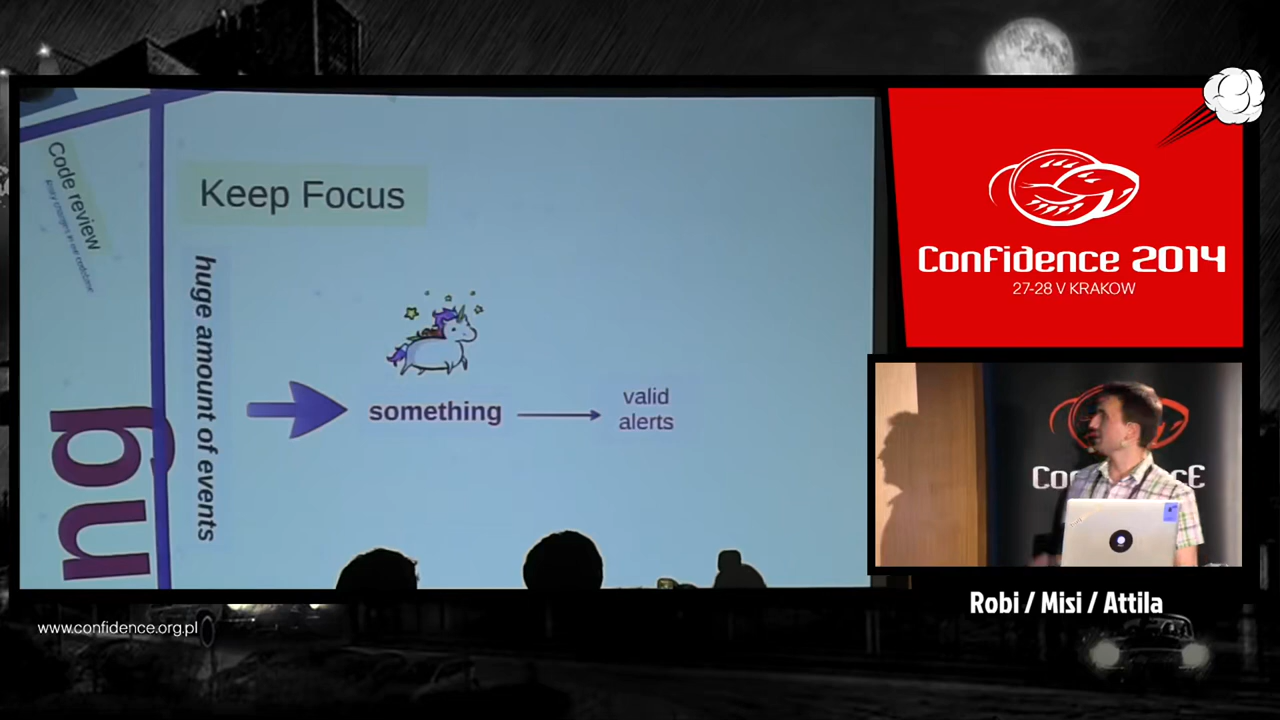 Code review
Keep Focus
huge amount of events
something
valid
alerts
ng
Confidence 2014
27-28 V KRAKOW
Robi / Misi / Attila
www.confidence.org.pl